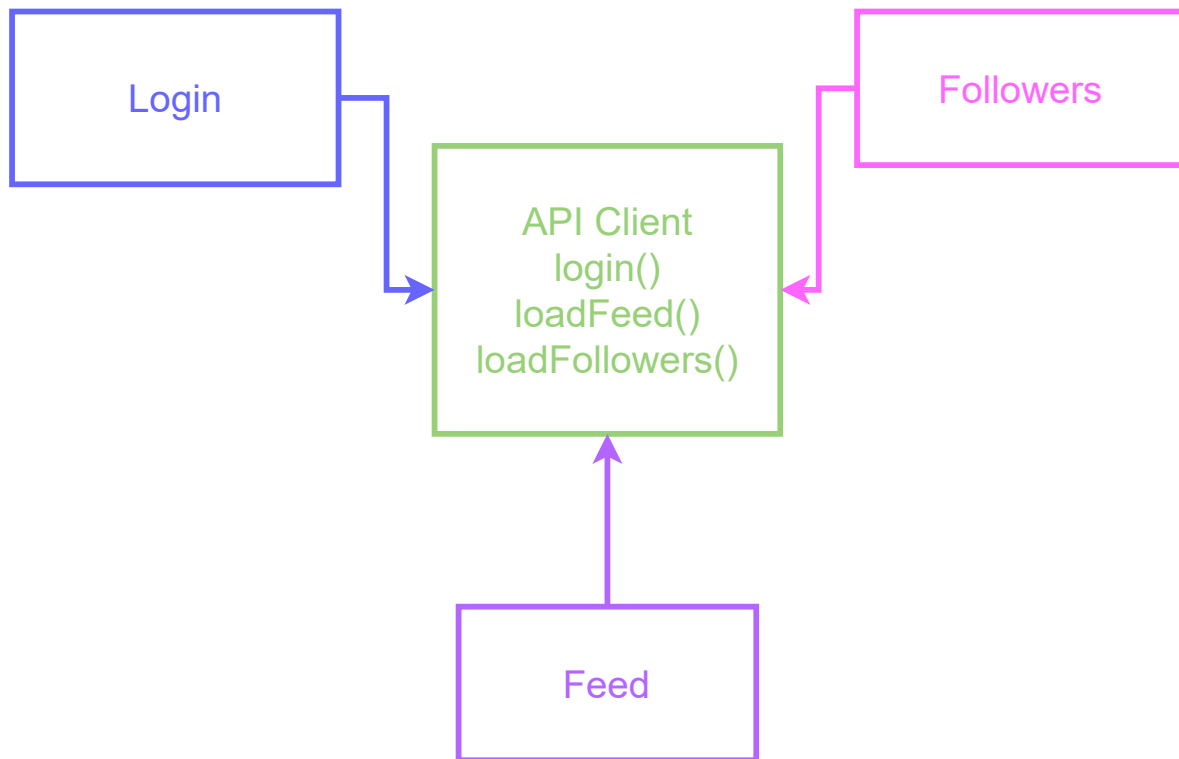 Login
Followers
API Client
login()
loadFeed()
loadFollowers()
Feed